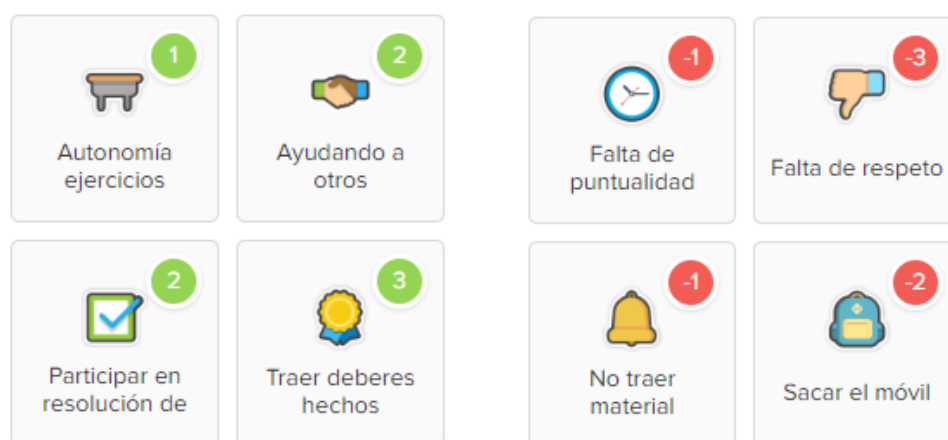 1
Autonomía
ejercicios
2
Ayudando a
otros
-1
Falta de
puntualidad
-3
Falta de respeto
2
Participar en
resolución de
3
Traer deberes
hechos
-1
No traer
material
-2
Sacar el móvil